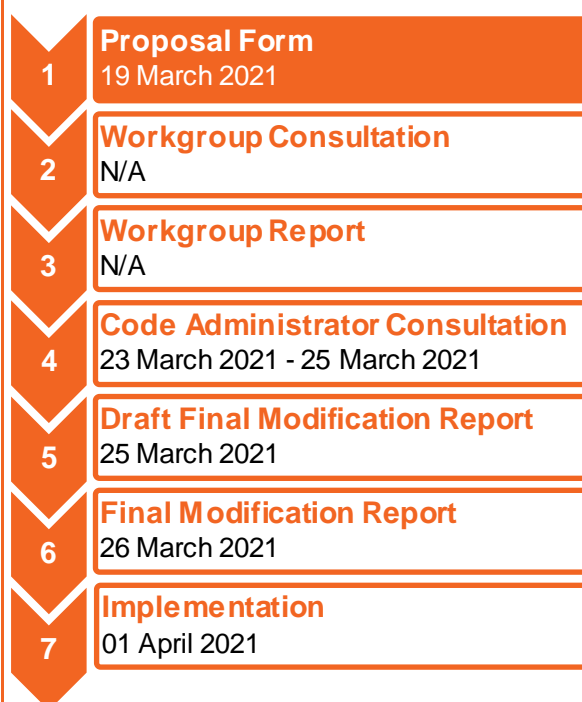 1
Proposal Form
19 March 2021
2
Workgroup Consultation
N/A
3
Workgroup Report
N/A
4
Code Administrator Consultation
23 March 2021 - 25 March 2021
5
Draft Final Modification Report
25 March 2021
6
Final Modification Report
26 March 2021
7
Implementation
01 April 2021